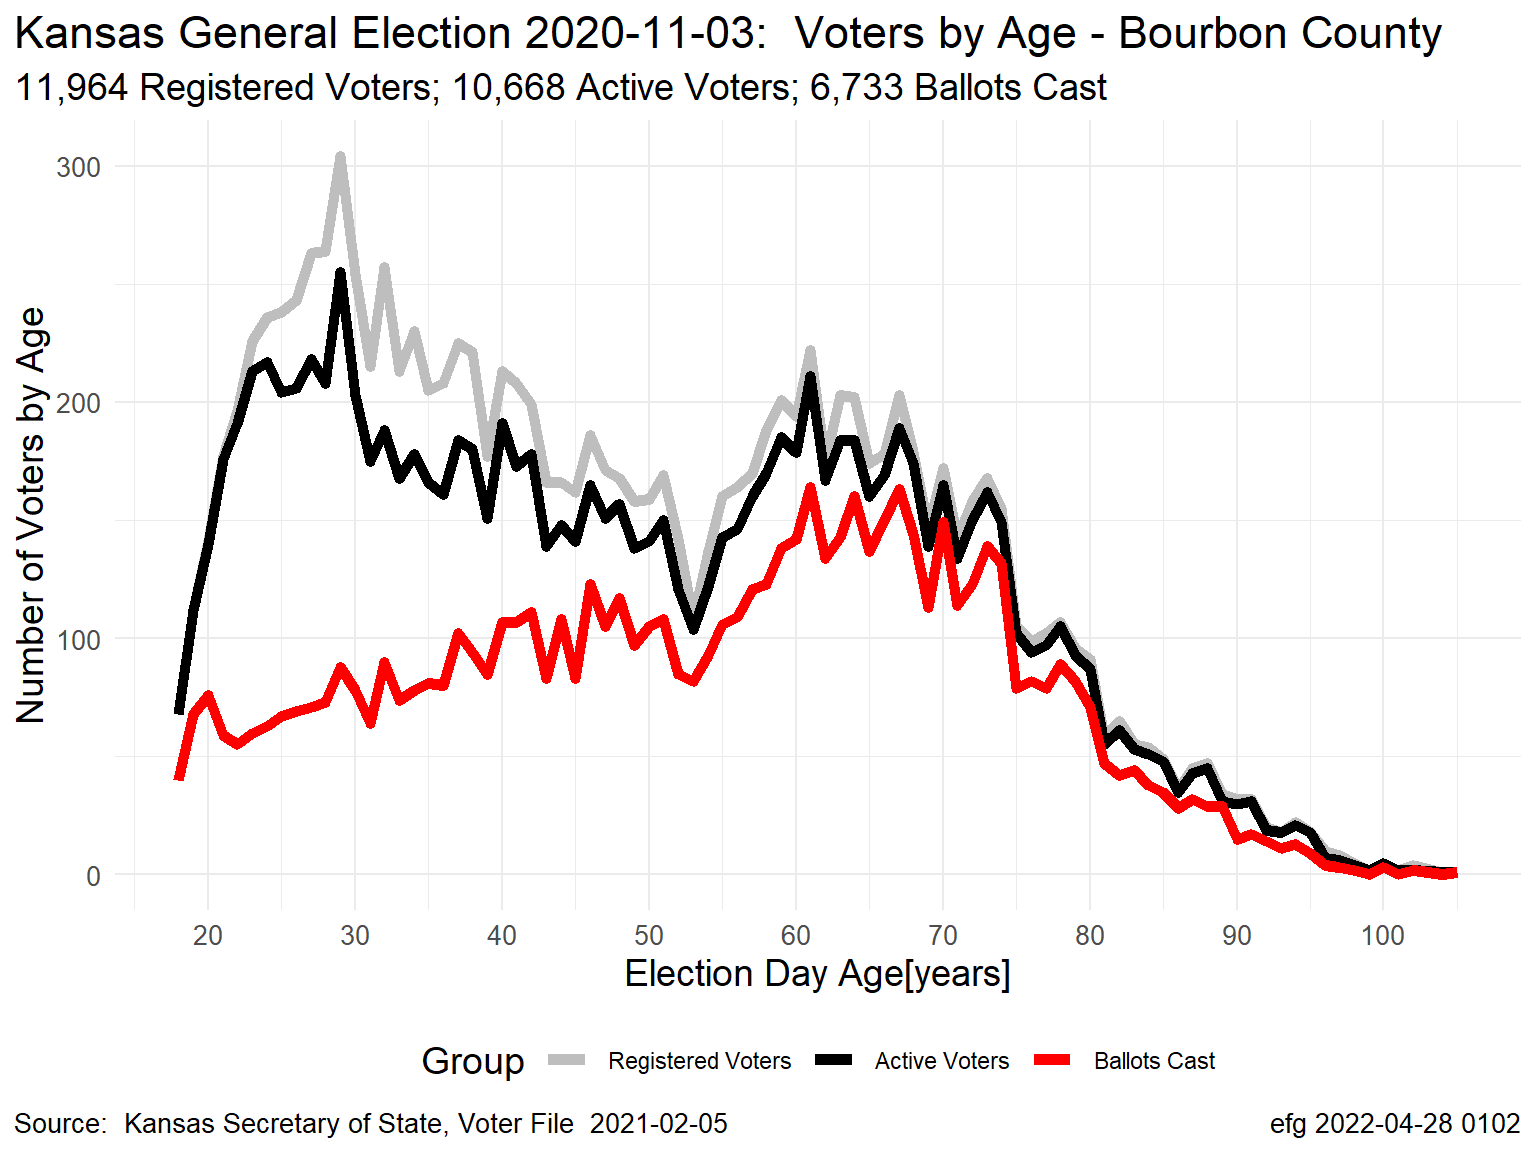 Kansas General Election 2020-11-03:  Voters by Age - Bourbon County
11,964 Registered Voters; 10,668 Active Voters; 6,733 Ballots Cast
Number of Voters by Age
300
200
100
0
20 30 40 50 60 70 80 90 100
Election Day Age[years]
Group Registered Voters Active Voters Ballots Cast
Source:  Kansas Secretary of State, Voter File  2021-02-05
efg 2022-04-28 0102